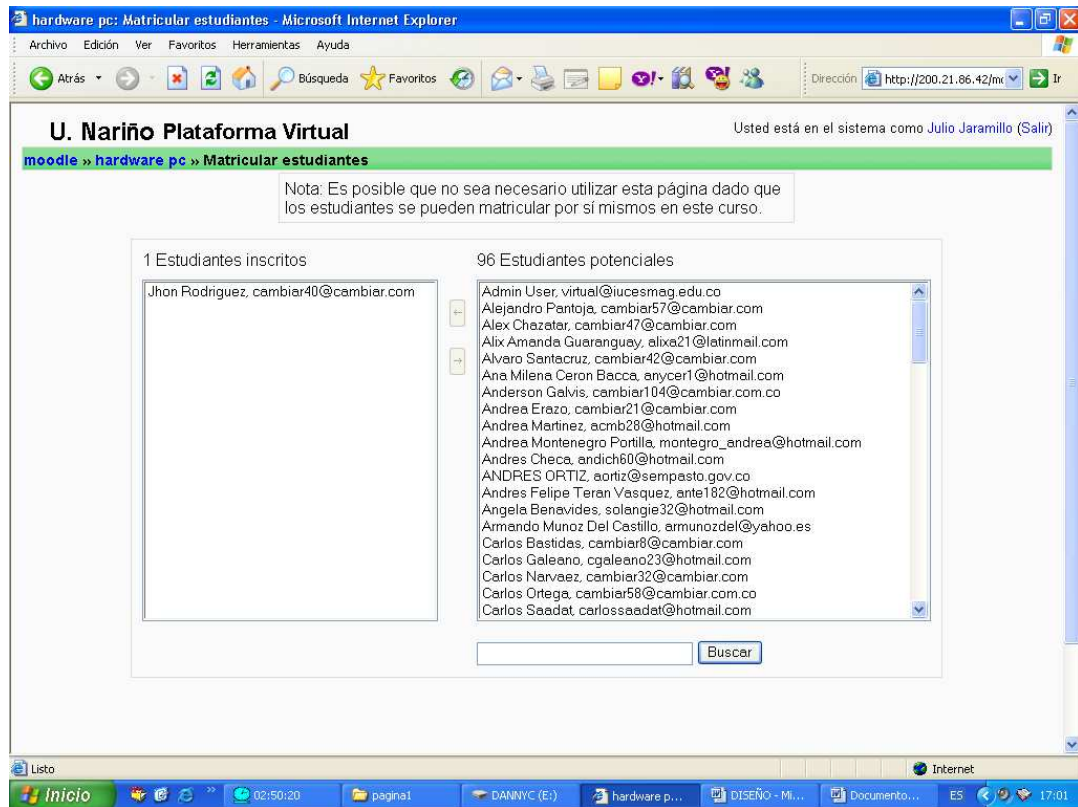 hardware pc: Matricular estudiantes - Microsoft Internet Explorer
Archivo Edición Ver Favoritos Herramientas Ayuda
Atrás Búsqueda Favoritos Dirección http://200.21.86.42/mo Ir
U. Nariño Plataforma Virtual
Usted está en el sistema como Julio Jaramillo (Salir)
moodle » hardware pc » Matricular estudiantes
Nota: Es posible que no sea necesario utilizar esta página dado que
los estudiantes se pueden matricular por sí mismos en este curso.
1 Estudiantes inscritos
Jhon Rodriguez, cambiar40@cambiar.com
96 Estudiantes potenciales
Admin User, virtual@iucesmag.edu.co
Alejandro Pantoja, cambiar57@cambiar.com
Alex Chazatar, cambiar47@cambiar.com
Alix Amanda Guaranguay, alixa21@latinmail.com
Alvaro Santacruz, cambiar42@cambiar.com
Ana Milena Ceron Bacca, anycer1@hotmail.com
Anderson Galvis, cambiar104@cambiar.com.co
Andrea Erazo, cambiar21@cambiar.com
Andrea Martinez, acmb28@hotmail.com
Andrea Montenegro Portilla, montegro_andrea@hotmail.com
Andres Checa, andich60@hotmail.com
ANDRES ORTIZ, aortiz@sempasto.gov.co
Andres Felipe Teran Vasquez, ante182@hotmail.com
Angela Benavides, solangie32@hotmail.com
Armando Munoz Del Castillo, armunozdel@yahoo.es
Carlos Bastidas, cambiar8@cambiar.com
Carlos Galeano, cgaleano23@hotmail.com
Carlos Narvaez, cambiar32@cambiar.com
Carlos Ortega, cambiar58@cambiar.com.co
Carlos Saadat, carlossaadat@hotmail.com
Buscar
Listo Internet
Inicio 02:50:20 pagina1 DANNYC (E:) hardware p... DISEÑO - Mi... Documento... ES 17:01